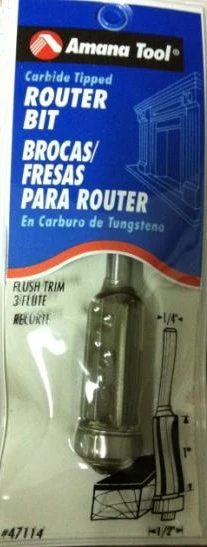 Amana Tool®
Carbide Tipped
ROUTER
BIT
BROCAS/
FRESAS
PARA ROUTER
En Carburo de Tungsteno
FLUSH TRIM
3/FLUTE
RECORTE
1/4"
1"
1/2"
#47114